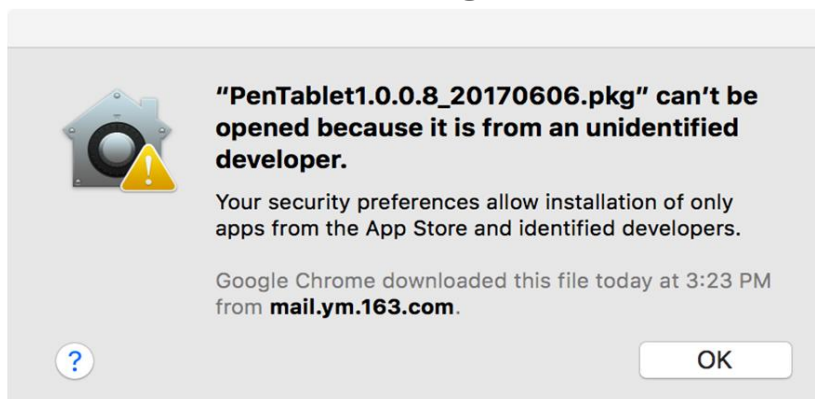 “PenTablet1.0.0.8_20170606.pkg” can’t be
opened because it is from an unidentified
developer.
Your security preferences allow installation of only
apps from the App Store and identified developers.
Google Chrome downloaded this file today at 3:23 PM
from mail.ym.163.com.
?
OK